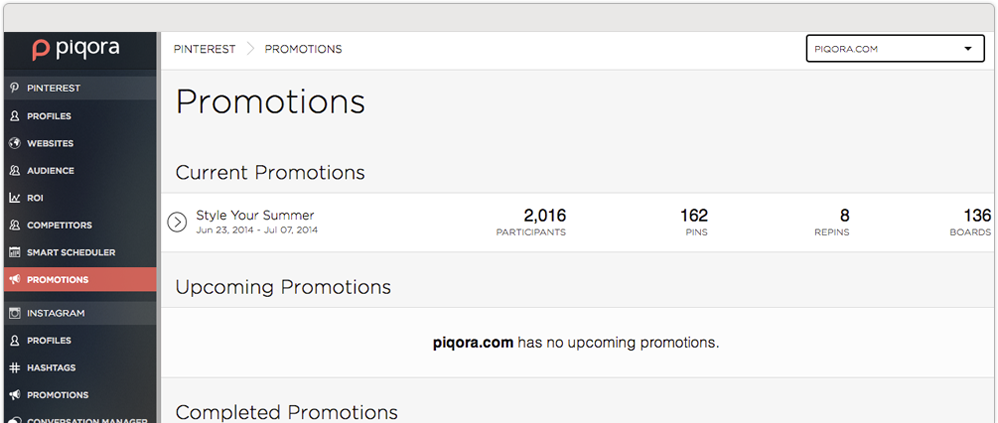 piqora
PINTEREST
PROFILES
WEBSITES
AUDIENCE
ROI
COMPETITORS
SMART SCHEDULER
PROMOTIONS
INSTAGRAM
PROFILES
HASHTAGS
PROMOTIONS
CONVERSATION MANAGER
PINTEREST PROMOTIONS PIQORA.COM
Promotions
Current Promotions
Style Your Summer 2,016 162 8 136
Jun 23, 2014 - Jul 07, 2014 PARTICIPANTS PINS REPINS BOARDS
Upcoming Promotions
piqora.com has no upcoming promotions.
Completed Promotions